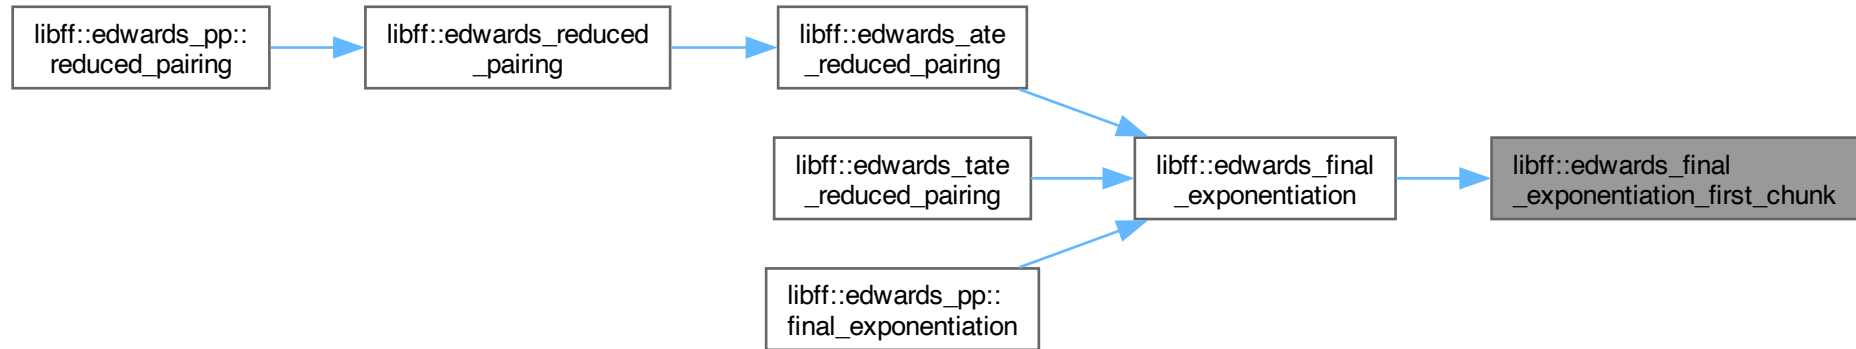 libff::edwards_pp::
reduced_pairing
libff::edwards_reduced
_pairing
libff::edwards_ate
_reduced_pairing
libff::edwards_tate
_reduced_pairing
libff::edwards_pp::
final_exponentiation
libff::edwards_final
_exponentiation
libff::edwards_final
_exponentiation_first_chunk